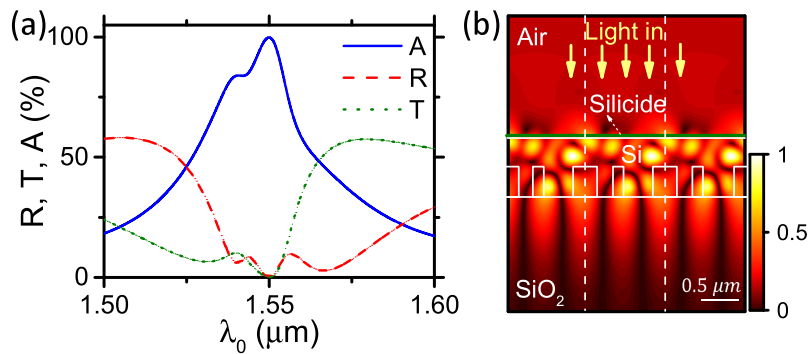 (a)
100
50
0
R, T, A (%)
A
R
T
1.50
1.55
1.60
λ0 (μm)
(b)
Air
Light in
Silicide
Si
SiO2
0.5 μm
1
0.5
0